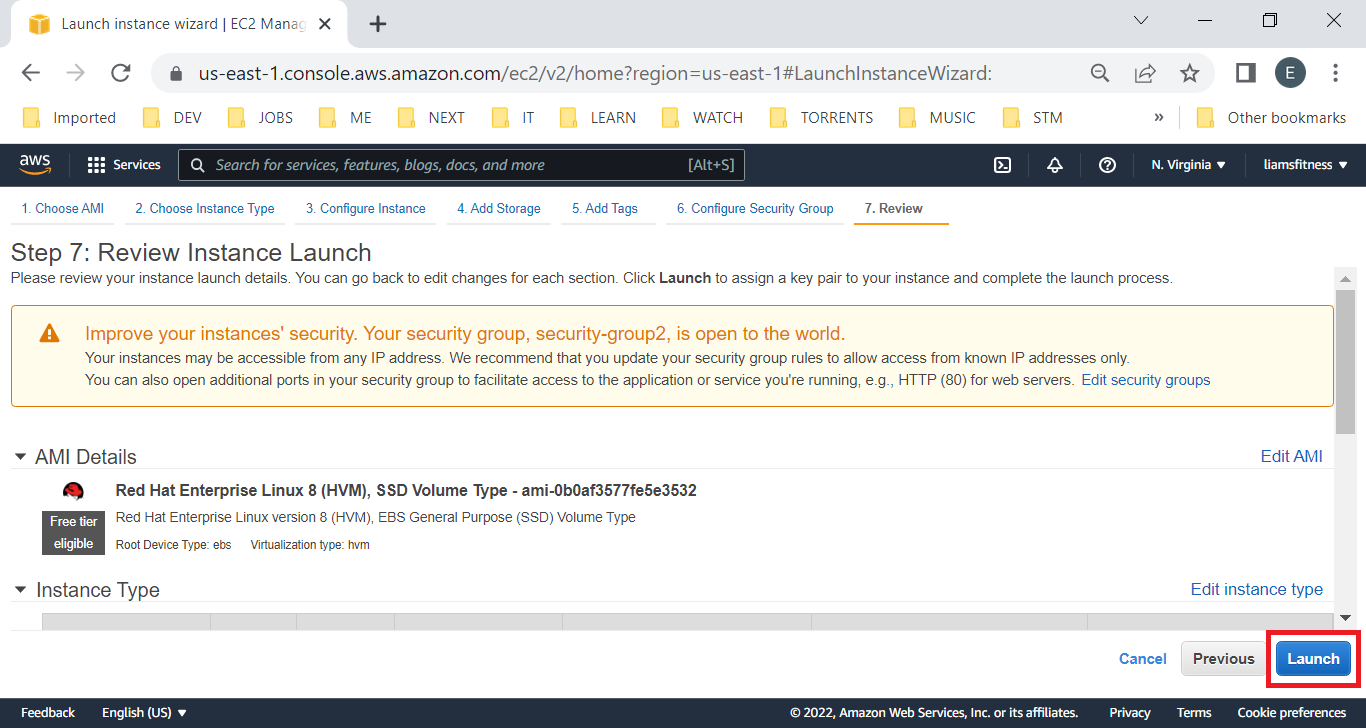 Launch instance wizard | EC2 Manag
us-east-1.console.aws.amazon.com/ec2/v2/home?region=us-east-1#LaunchInstanceWizard:
E
Imported DEV JOBS ME NEXT IT LEARN WATCH TORRENTS MUSIC STM » Other bookmarks
aws Services Search for services, features, blogs, docs, and more [Alt+S] N. Virginia liamsfitness
1. Choose AMI 2. Choose Instance Type 3. Configure Instance 4. Add Storage 5. Add Tags 6. Configure Security Group 7. Review
Step 7: Review Instance Launch
Please review your instance launch details. You can go back to edit changes for each section. Click Launch to assign a key pair to your instance and complete the launch process.
Improve your instances' security. Your security group, security-group2, is open to the world.
Your instances may be accessible from any IP address. We recommend that you update your security group rules to allow access from known IP addresses only.
You can also open additional ports in your security group to facilitate access to the application or service you're running, e.g., HTTP (80) for web servers. Edit security groups
AMI Details Edit AMI
Red Hat Enterprise Linux 8 (HVM), SSD Volume Type - ami-0b0af3577fe5e3532
Free tier
eligible
Red Hat Enterprise Linux version 8 (HVM), EBS General Purpose (SSD) Volume Type
Root Device Type: ebs Virtualization type: hvm
Instance Type Edit instance type
Cancel Previous Launch
Feedback English (US) © 2022, Amazon Web Services, Inc. or its affiliates. Privacy Terms Cookie preferences